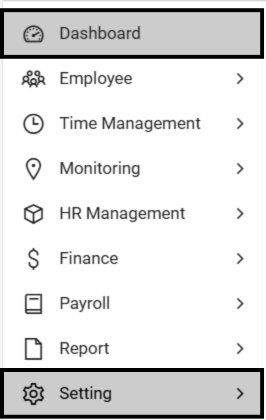 Dashboard
Employee
Time Management
Monitoring
HR Management
Finance
Payroll
Report
Setting